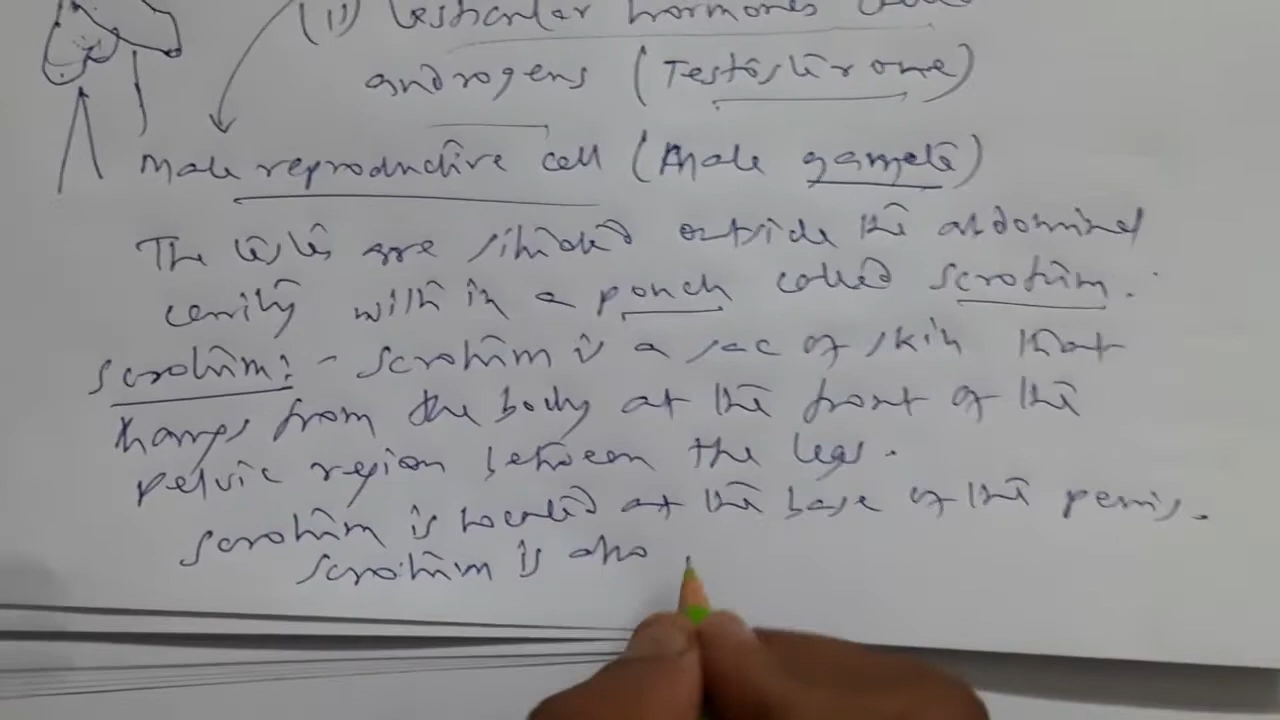 (ii) Testicular hormones called
androgens (Testosterone)
Male reproductive cell (Male gamete)
The testes are situated outside the abdominal
cavity with in a pouch called scrotum.
Scrotum:- Scrotum is a sac of skin that
hangs from the body at the front of the
pelvic region between the legs.
Scrotum is located at the base of the penis.
Scrotum is also